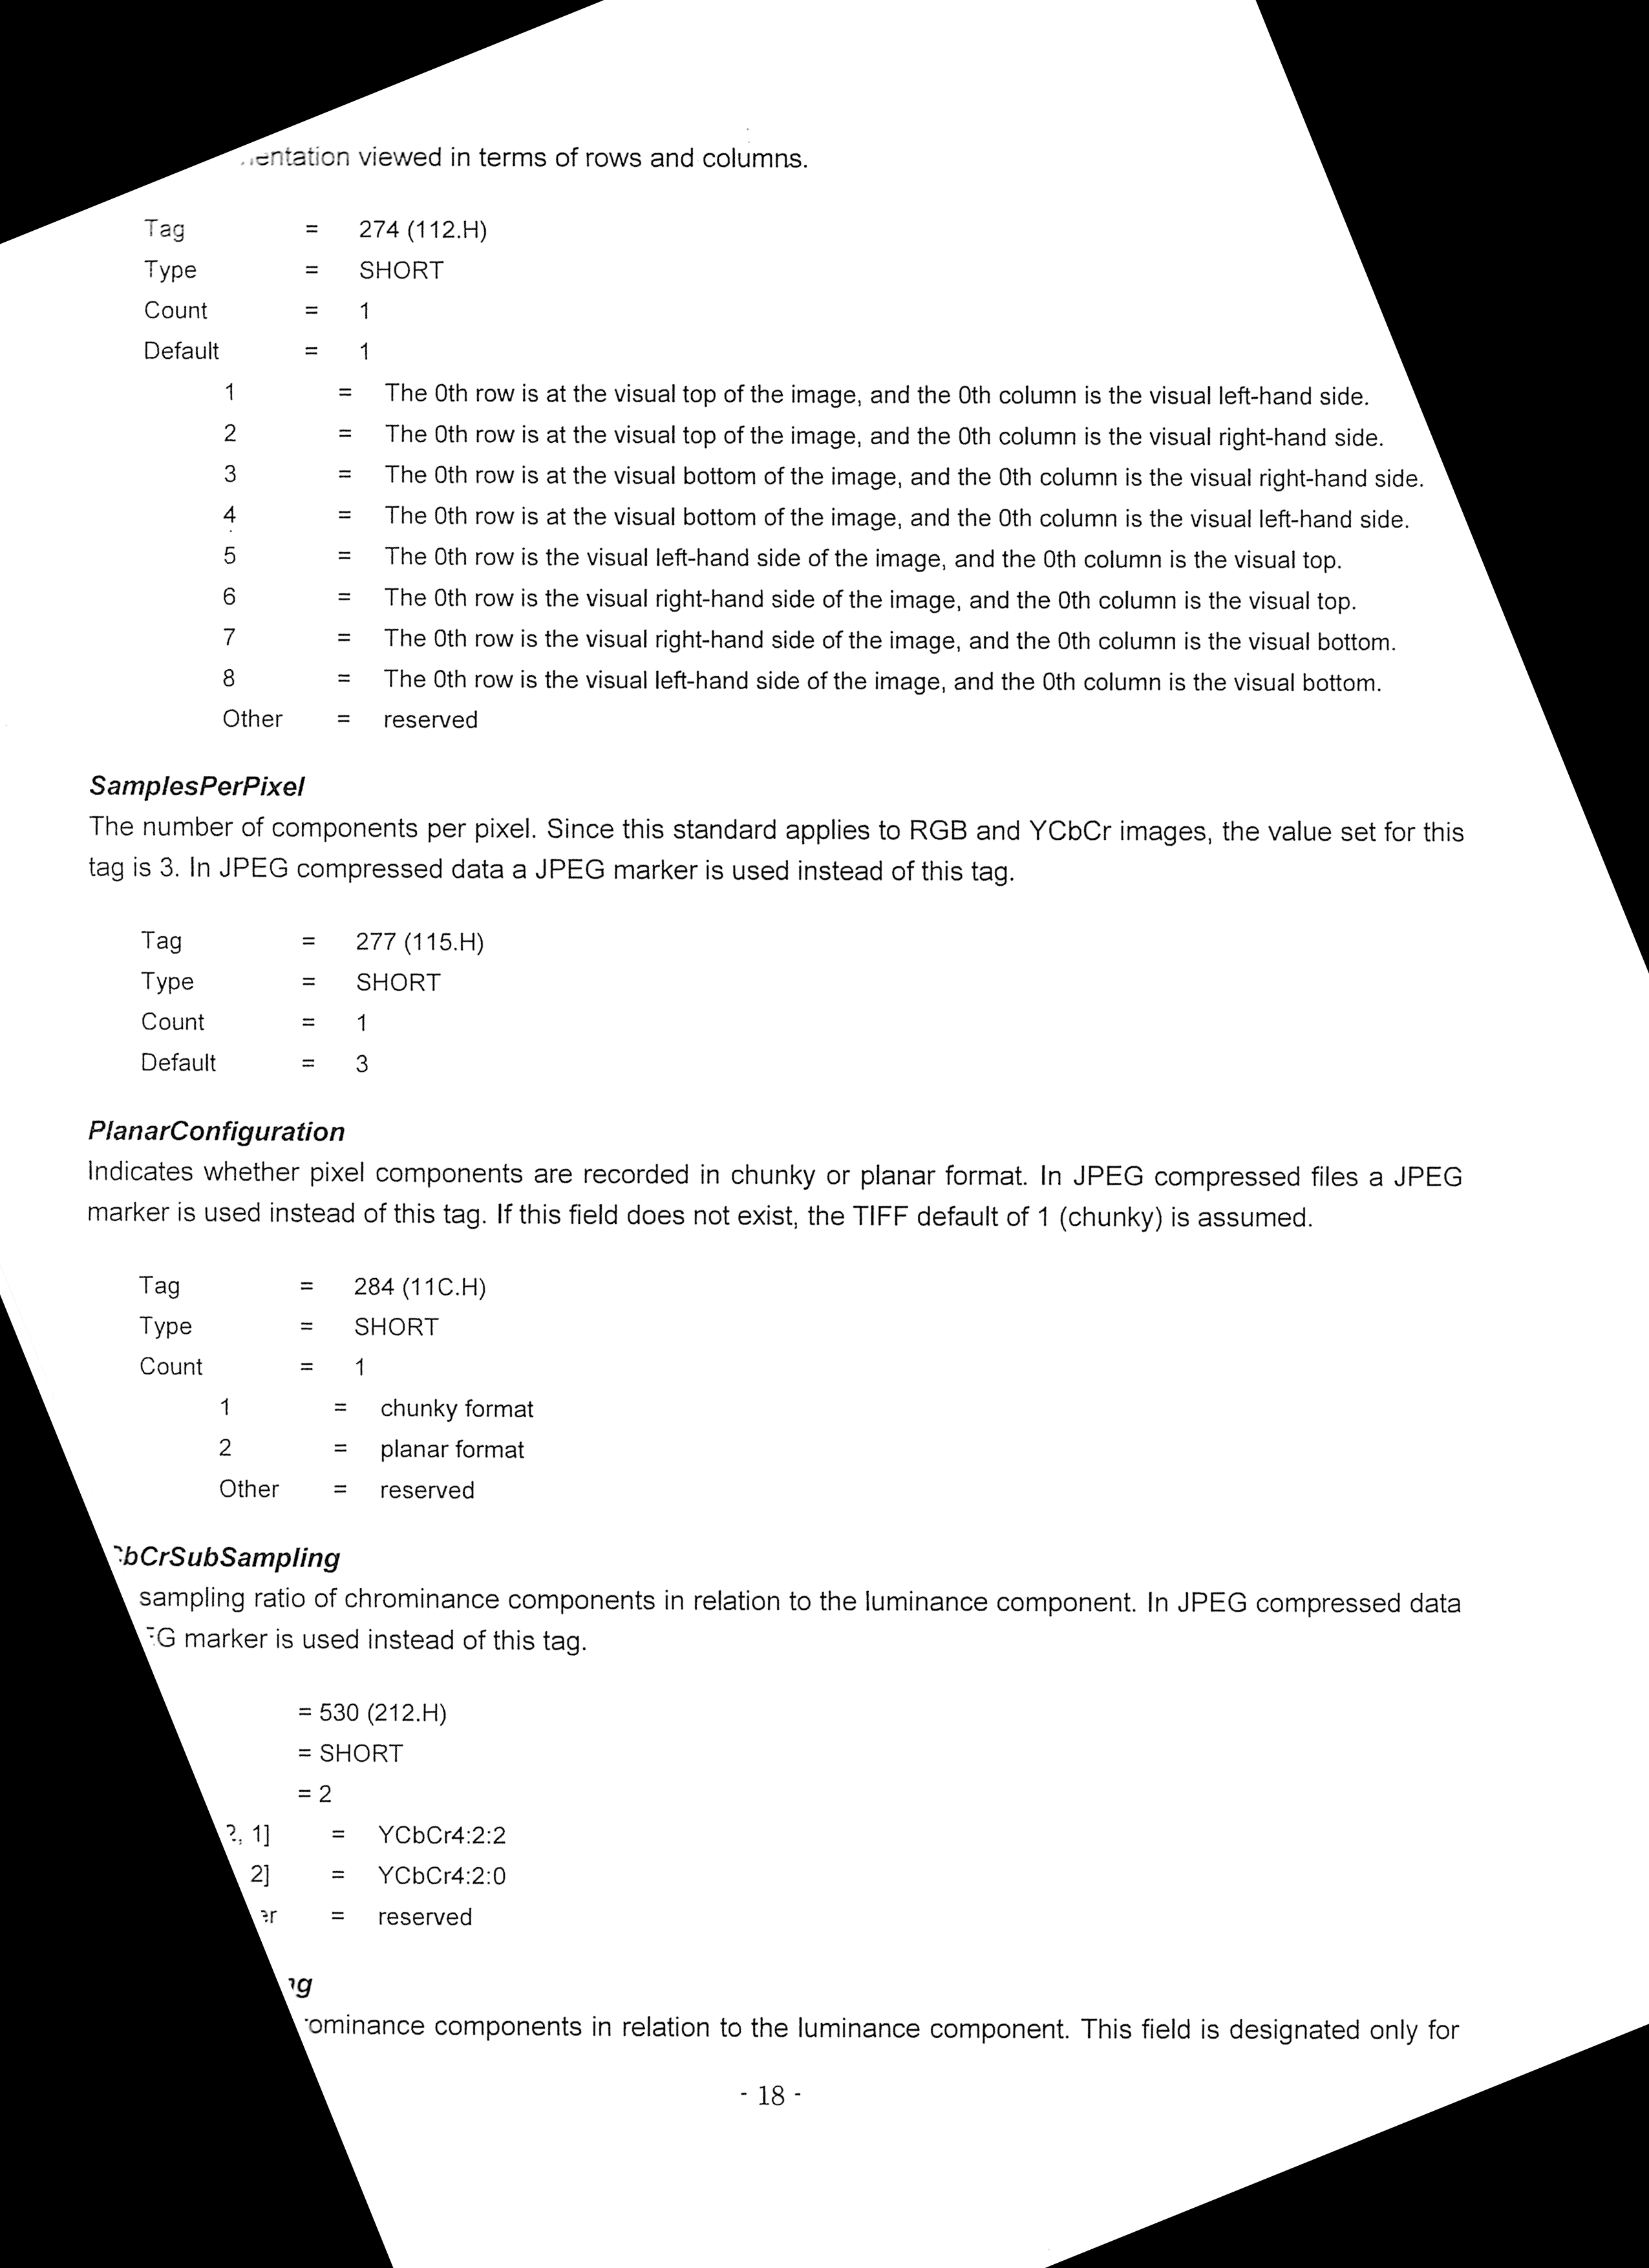 viewed in terms of rows and columns.
Tag = 274 (112.H)
Type = SHORT
Count = 1
Default = 1
1 = The 0th row is at the visual top of the image, and the 0th column is the visual left-hand side.
2 = The 0th row is at the visual top of the image, and the 0th column is the visual right-hand side.
3 = The 0th row is at the visual bottom of the image, and the 0th column is the visual right-hand side.
4 = The 0th row is at the visual bottom of the image, and the 0th column is the visual left-hand side.
5 = The 0th row is the visual left-hand side of the image, and the 0th column is the visual top.
6 = The 0th row is the visual right-hand side of the image, and the 0th column is the visual top.
7 = The 0th row is the visual right-hand side of the image, and the 0th column is the visual bottom.
8 = The 0th row is the visual left-hand side of the image, and the 0th column is the visual bottom.
Other = reserved
SamplesPerPixel
The number of components per pixel. Since this standard applies to RGB and YCbCr images, the value set for this
tag is 3. In JPEG compressed data a JPEG marker is used instead of this tag.
Tag = 277 (115.H)
Type = SHORT
Count = 1
Default = 3
PlanarConfiguration
Indicates whether pixel components are recorded in chunky or planar format. In JPEG compressed files a JPEG
marker is used instead of this tag. If this field does not exist, the TIFF default of 1 (chunky) is assumed.
Tag = 284 (11C.H)
Type = SHORT
Count = 1
1 = chunky format
2 = planar format
Other = reserved
bCrSubSampling
sampling ratio of chrominance components in relation to the luminance component. In JPEG compressed data
G marker is used instead of this tag.
= 530 (212.H)
= SHORT
= 2
, 1] = YCbCr4:2:2
2] = YCbCr4:2:0
er = reserved
g
ominance components in relation to the luminance component. This field is designated only for
- 18 -